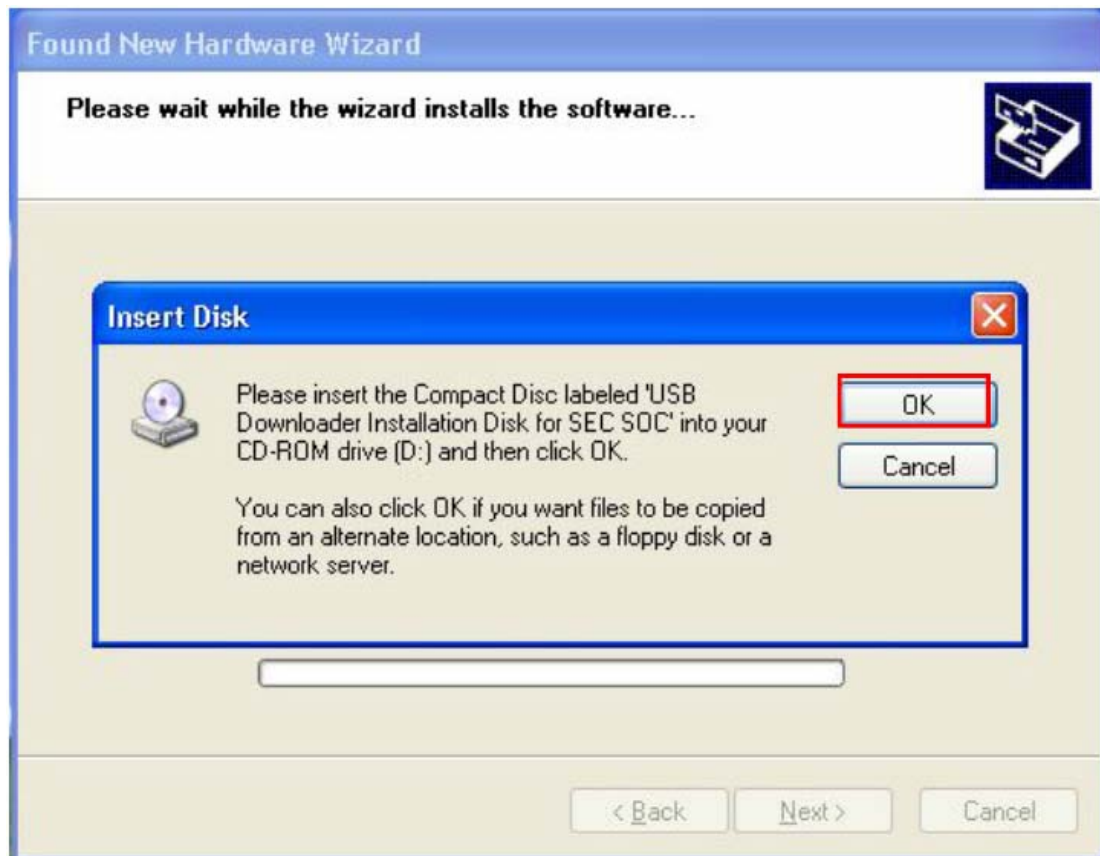 Found New Hardware Wizard
Please wait while the wizard installs the software...
Insert Disk
Please insert the Compact Disc labeled 'USB
Downloader Installation Disk for SEC SOC' into your
CD-ROM drive (D:) and then click OK.
You can also click OK if you want files to be copied
from an alternate location, such as a floppy disk or a
network server.
OK
Cancel
< Back
Next >
Cancel